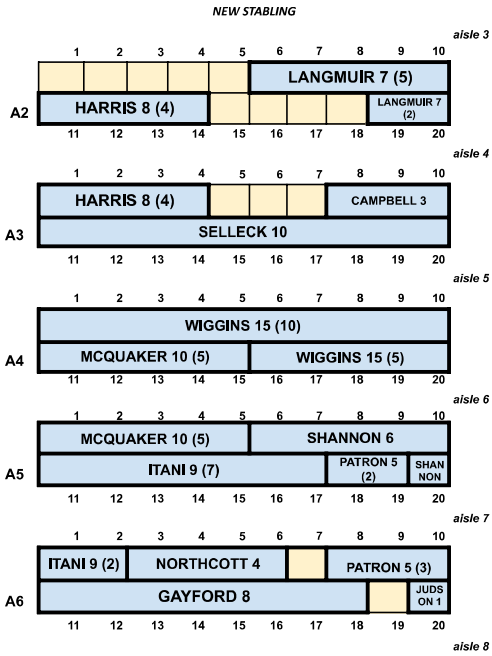 NEW STABLING
aisle 3
1 2 3 4 5 6 7 8 9 10
LANGMUIR 7 (5)
A2
HARRIS 8 (4)
LANGMUIR 7
(2)
11 12 13 14 15 16 17 18 19 20
aisle 4
1 2 3 4 5 6 7 8 9 10
HARRIS 8 (4)
CAMPBELL 3
A3
SELLECK 10
11 12 13 14 15 16 17 18 19 20
aisle 5
1 2 3 4 5 6 7 8 9 10
WIGGINS 15 (10)
A4
MCQUAKER 10 (5)
WIGGINS 15 (5)
11 12 13 14 15 16 17 18 19 20
aisle 6
1 2 3 4 5 6 7 8 9 10
MCQUAKER 10 (5)
SHANNON 6
A5
ITANI 9 (7)
PATRON 5
(2)
SHAN
NON
11 12 13 14 15 16 17 18 19 20
aisle 7
1 2 3 4 5 6 7 8 9 10
ITANI 9 (2)
NORTHCOTT 4
PATRON 5 (3)
A6
GAYFORD 8
JUDS
ON 1
11 12 13 14 15 16 17 18 19 20
aisle 8